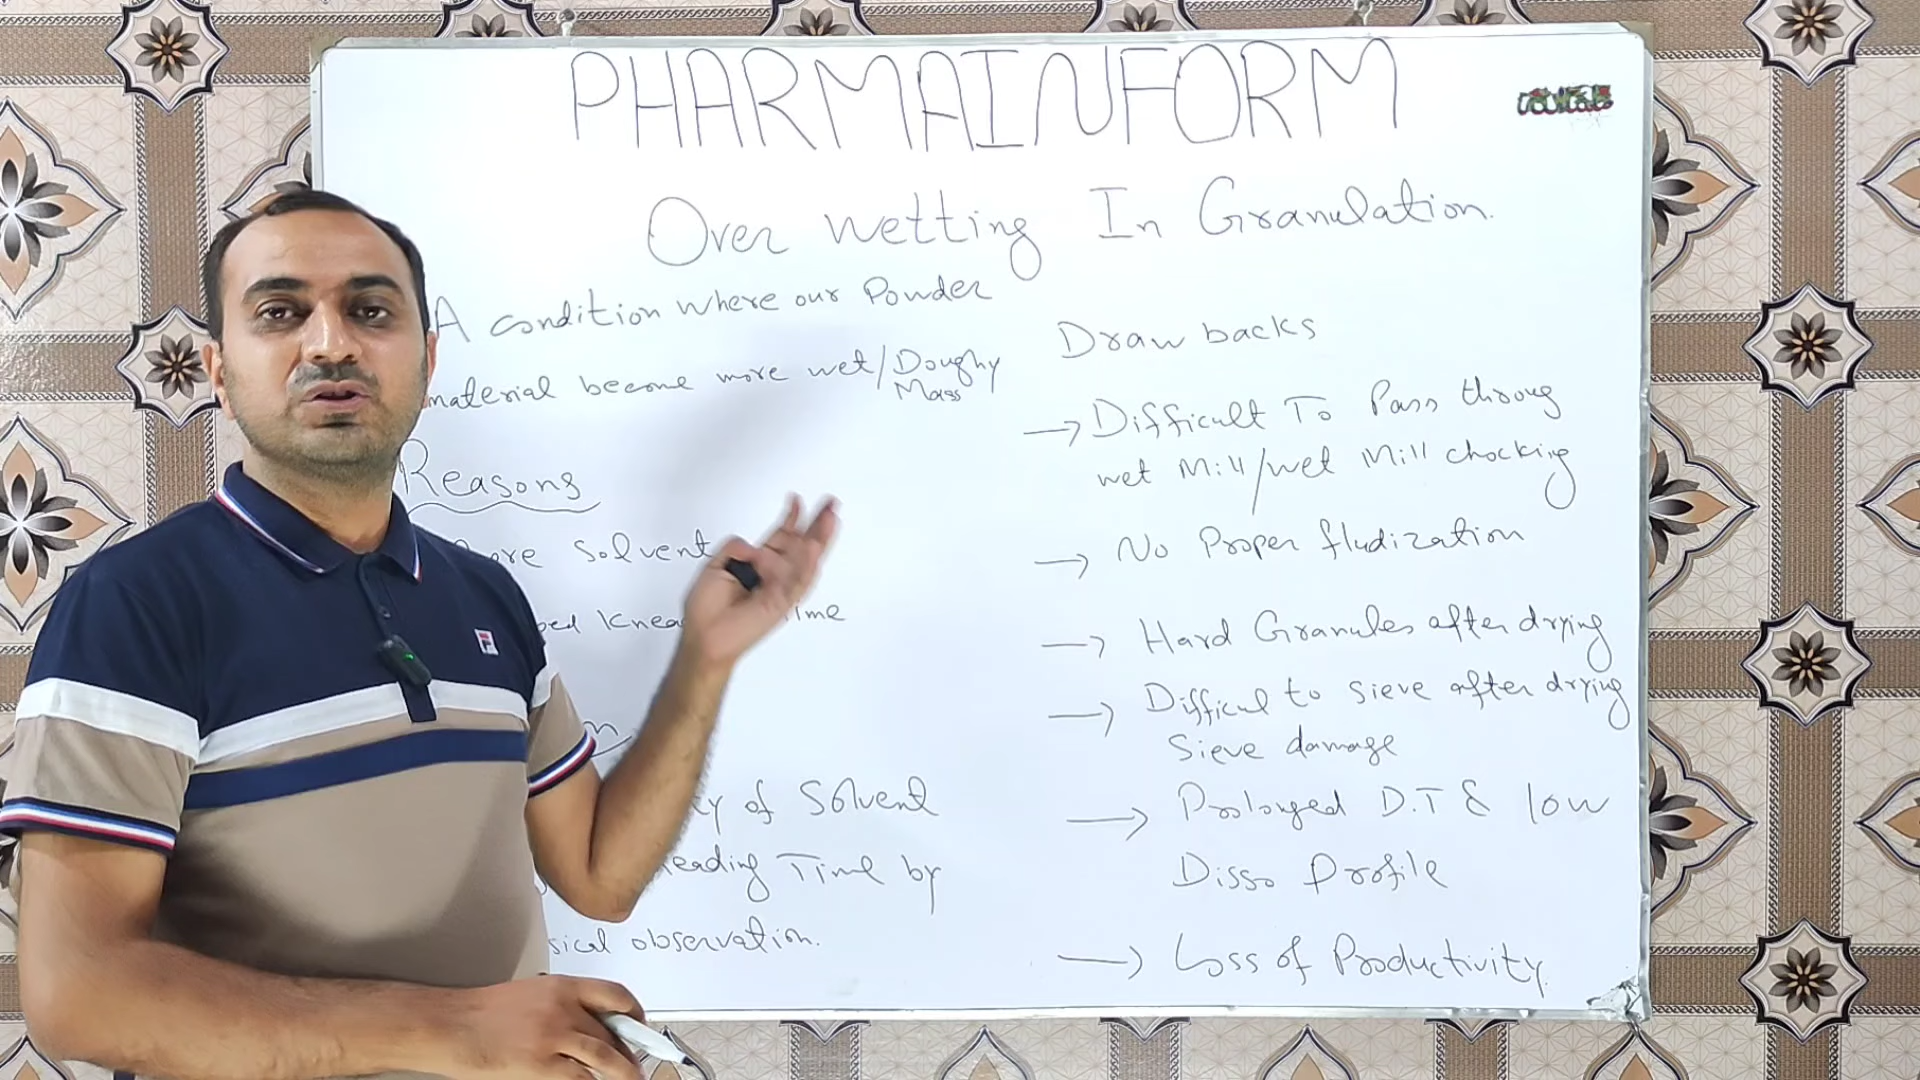 PHARMAINFORM
Over Wetting In Granulation.
A condition where our Powder
material become more wet/Doughy
Mass
Reasons
Solvent
Time
of Solvent
Time by
observation.
Draw backs
→ Difficult To Pass throug
wet Mill/wet Mill chocking
→ No Proper fludization
→ Hard Granules after drying
→ Difficul to sieve after drying
Sieve damage
→ Prolonged D.T & low
Disso Profile
→ Loss of Productivity.